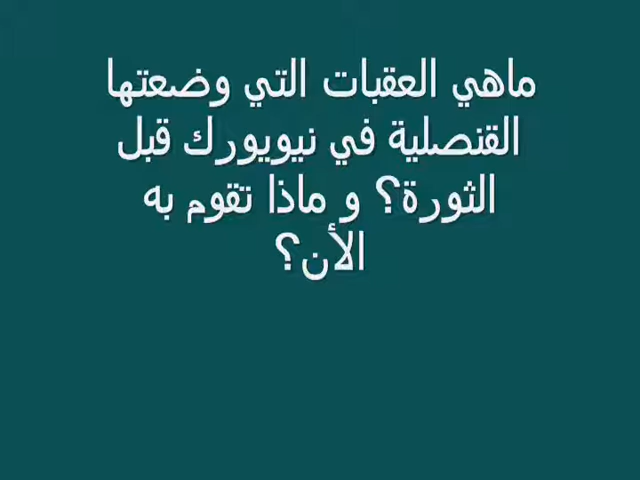 ماهي العقبات التي وضعتها
القنصلية في نيويورك قبل
الثورة؟ و ماذا تقوم به
الأن؟